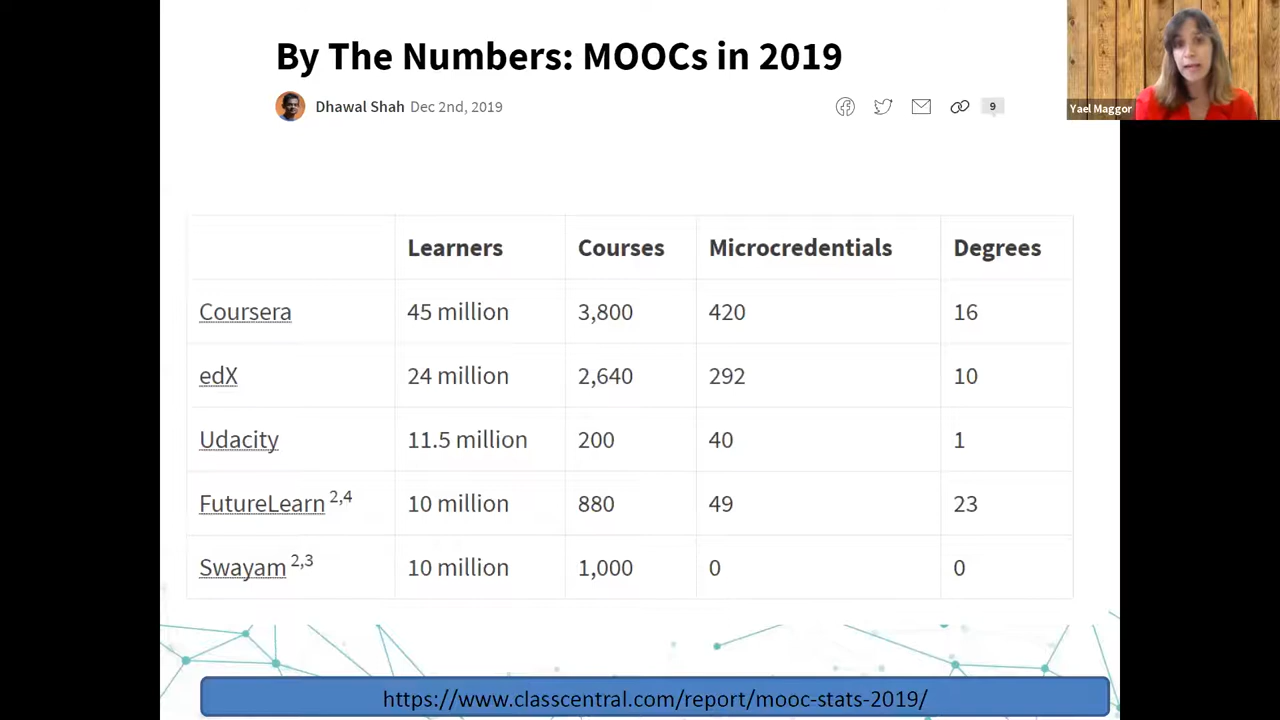 By The Numbers: MOOCs in 2019
Dhawal Shah Dec 2nd, 2019
9
Yael Maggor
Learners Courses Microcredentials Degrees
Coursera 45 million 3,800 420 16
edX 24 million 2,640 292 10
Udacity 11.5 million 200 40 1
FutureLearn 2,4 10 million 880 49 23
Swayam 2,3 10 million 1,000 0 0
https://www.classcentral.com/report/mooc-stats-2019/